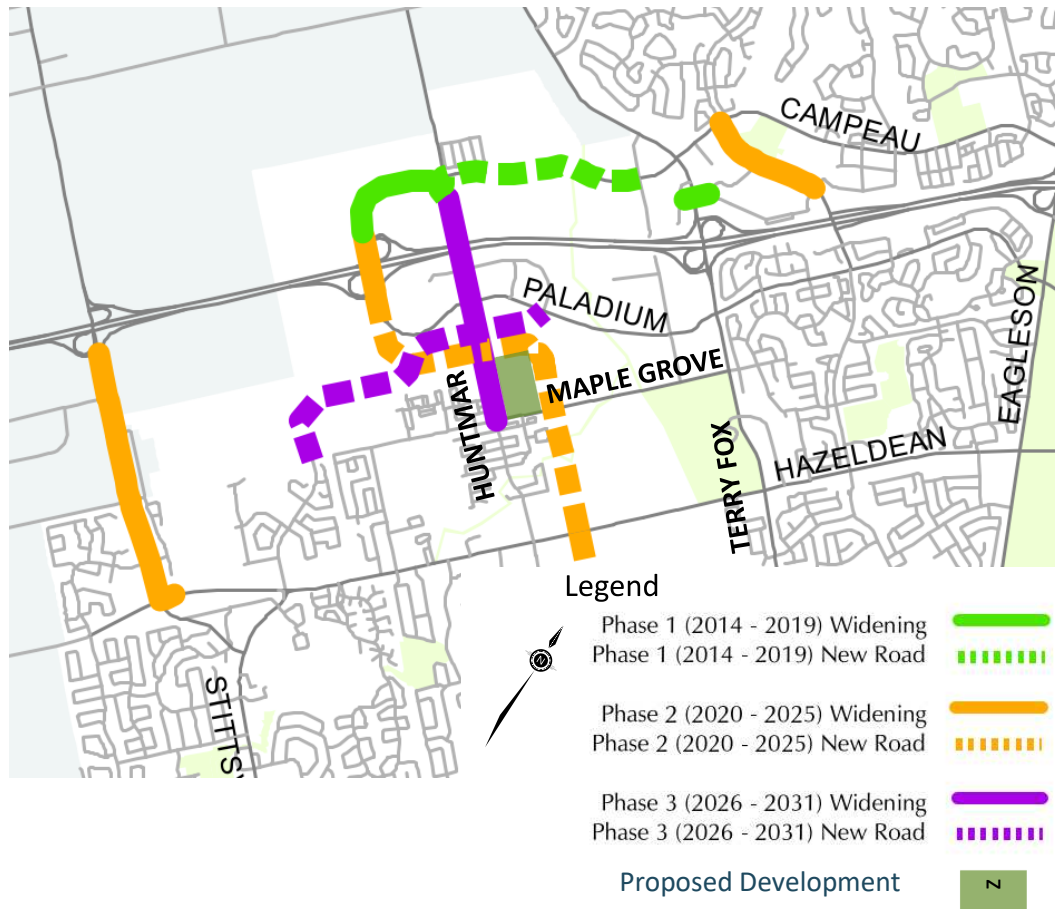 CAMPEAU
PALADIUM
MAPLE GROVE
EAGLESON
HUNTMAR
TERRY FOX
HAZELDEAN
STITTS
Legend
N
Phase 1 (2014 - 2019) Widening
Phase 1 (2014 - 2019) New Road
Phase 2 (2020 - 2025) Widening
Phase 2 (2020 - 2025) New Road
Phase 3 (2026 - 2031) Widening
Phase 3 (2026 - 2031) New Road
Proposed Development
N